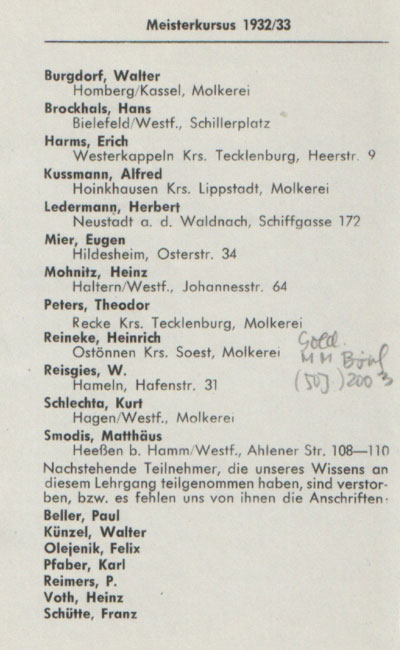 Meisterkursus 1932/33
Burgdorf, Walter
Homberg/Kassel, Molkerei
Brockhals, Hans
Bielefeld/Westf., Schillerplatz
Harms, Erich
Westerkappeln Krs. Tecklenburg, Heerstr. 9
Kussmann, Alfred
Hoinkhausen Krs. Lippstadt, Molkerei
Ledermann, Herbert
Neustadt a. d. Waldnach, Schiffgasse 172
Mier, Eugen
Hildesheim, Osterstr. 34
Mohnitz, Heinz
Haltern/Westf., Johannesstr. 64
Peters, Theodor
Recke Krs. Tecklenburg, Molkerei
Reineke, Heinrich
Ostönnen Krs. Soest, Molkerei
Gold.
MM
(50J.) 2003
Reisgies, W.
Hameln, Hafenstr. 31
Schlechta, Kurt
Hagen/Westf., Molkerei
Smodis, Matthäus
Heeßen b. Hamm/Westf., Ahlener Str. 108—110
Nachstehende Teilnehmer, die unseres Wissens an
diesem Lehrgang teilgenommen haben, sind verstor-
ben, bzw. es fehlen uns von ihnen die Anschriften:
Beller, Paul
Künzel, Walter
Olejenik, Felix
Pfaber, Karl
Reimers, P.
Voth, Heinz
Schütte, Franz